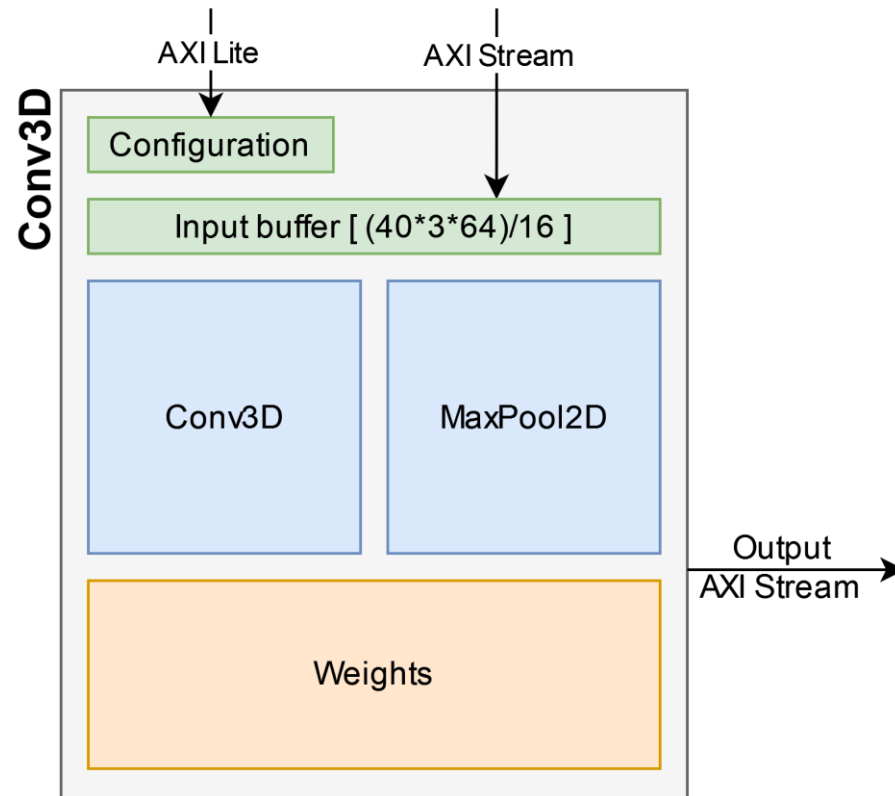 AXI Lite
AXI Stream
Conv3D
Configuration
Input buffer [ (40*3*64)/16 ]
Conv3D
MaxPool2D
Output
AXI Stream
Weights